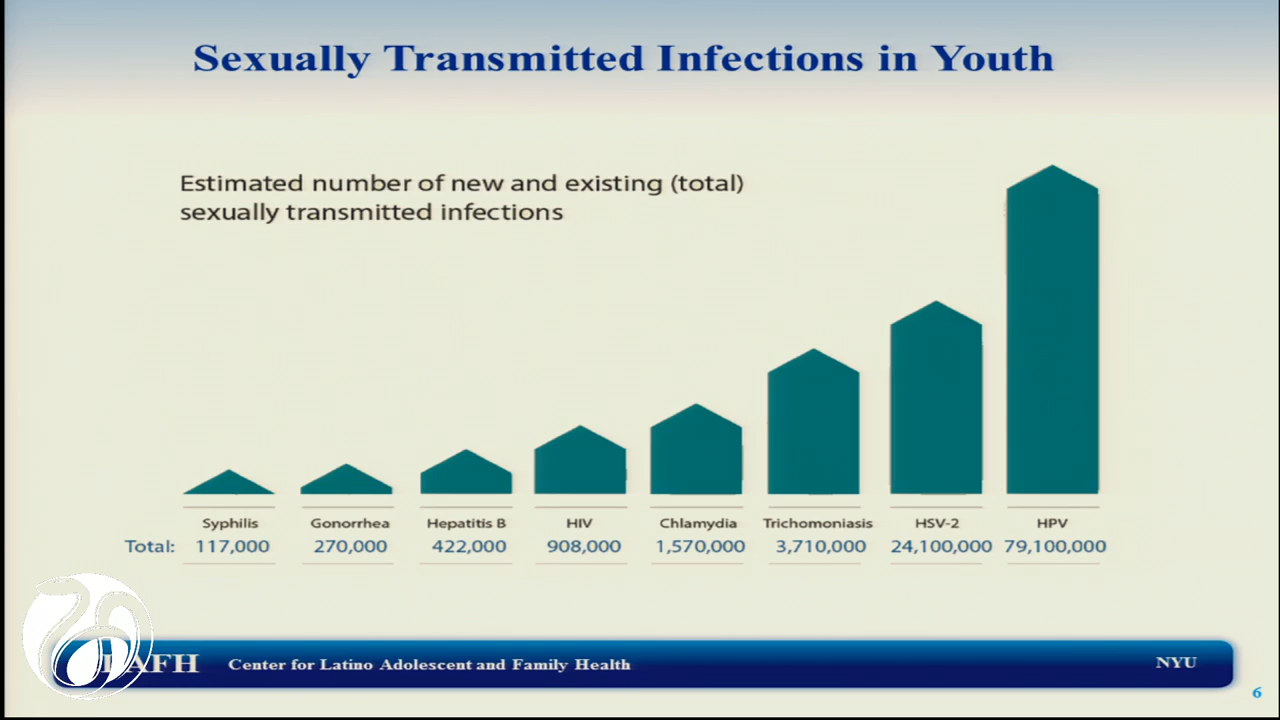 Sexually Transmitted Infections in Youth
Estimated number of new and existing (total)
sexually transmitted infections
Syphilis Gonorrhea Hepatitis B HIV Chlamydia Trichomoniasis HSV-2 HPV
Total: 117,000 270,000 422,000 908,000 1,570,000 3,710,000 24,100,000 79,100,000
Center for Latino Adolescent and Family Health NYU
6